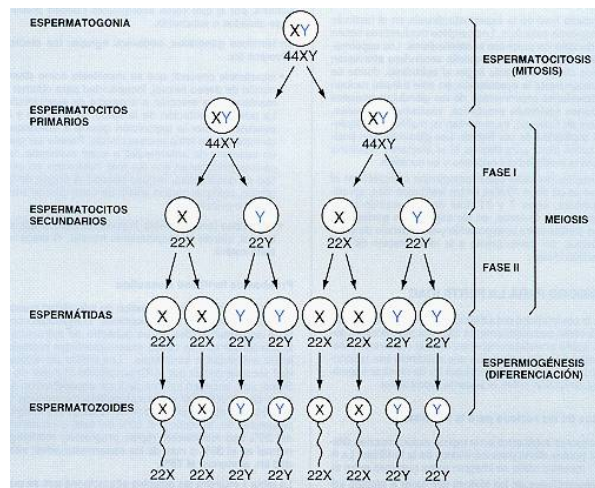 ESPERMATOGONIA
XY
44XY
ESPERMATOCITOSIS
(MITOSIS)
ESPERMATOCITOS
PRIMARIOS
XY XY
44XY 44XY
FASE I
MEIOSIS
ESPERMATOCITOS
SECUNDARIOS
X Y X Y
22X 22Y 22X 22Y
FASE II
ESPERMÁTIDAS
X X Y Y X X Y Y
22X 22X 22Y 22Y 22X 22X 22Y 22Y
ESPERMIOGÉNESIS
(DIFERENCIACIÓN)
ESPERMATOZOIDES
X X Y Y X X Y Y
22X 22X 22Y 22Y 22X 22X 22Y 22Y